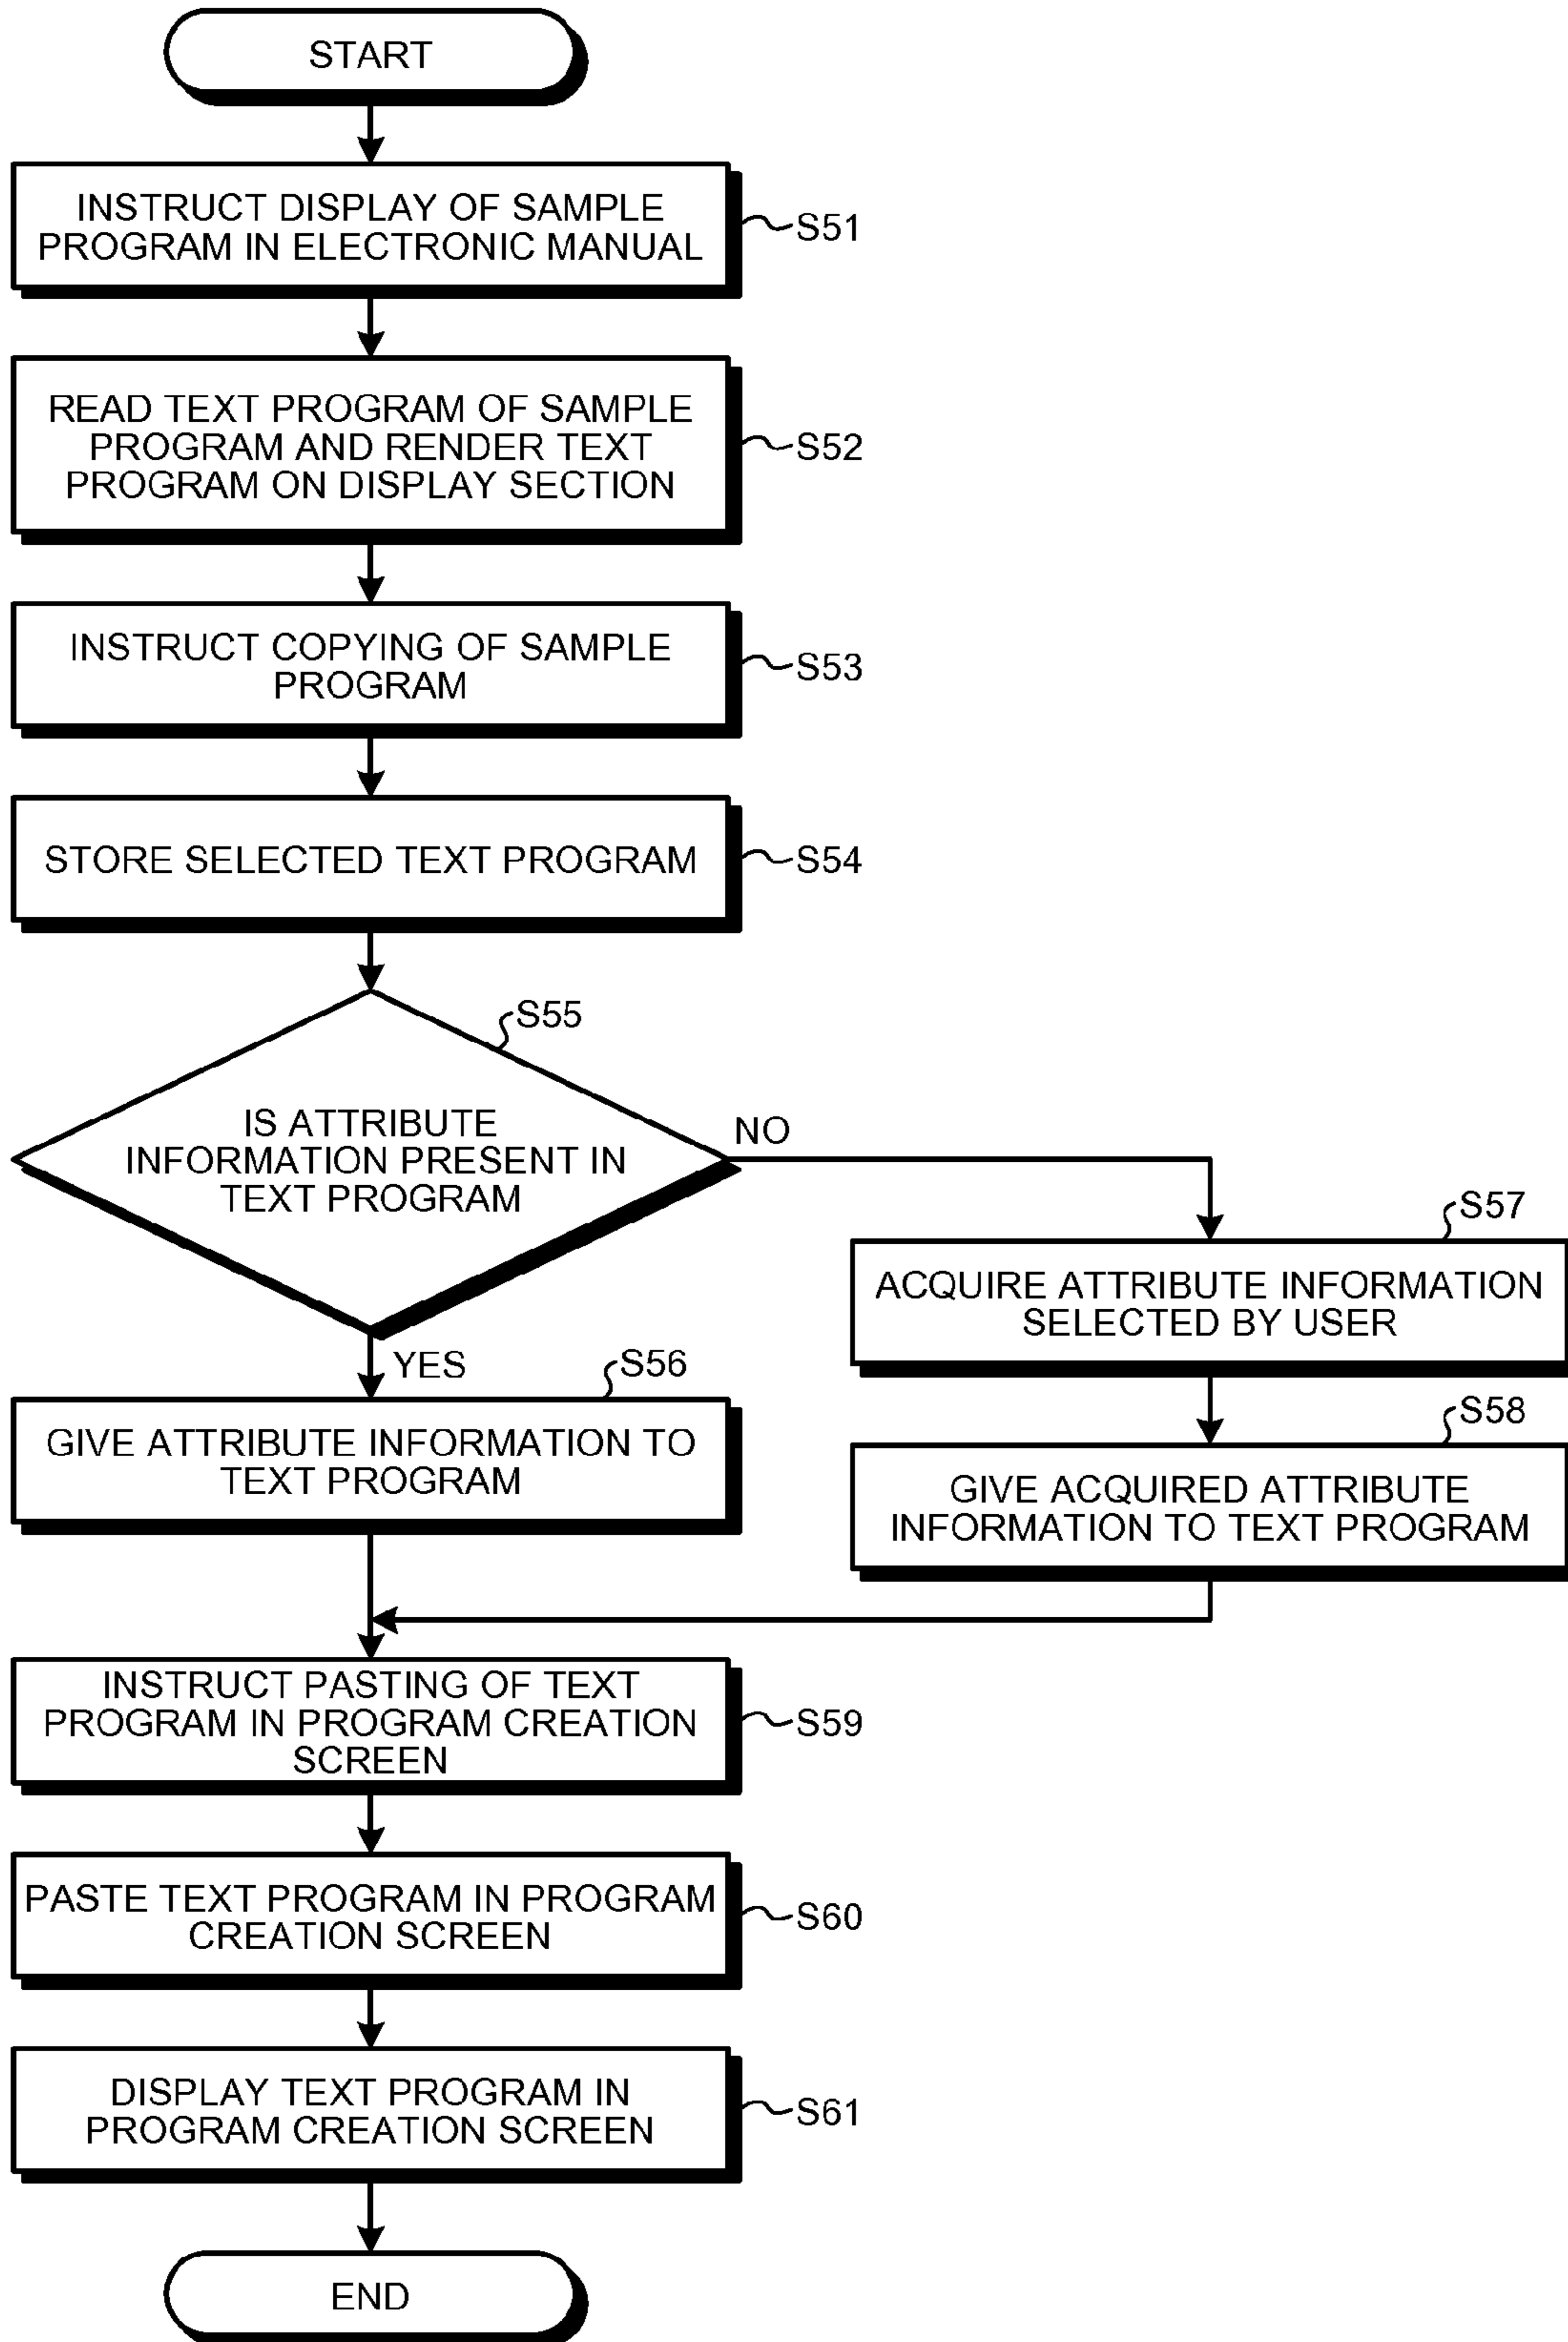 START
INSTRUCT DISPLAY OF SAMPLE
PROGRAM IN ELECTRONIC MANUAL
S51
READ TEXT PROGRAM OF SAMPLE
PROGRAM AND RENDER TEXT
PROGRAM ON DISPLAY SECTION
S52
INSTRUCT COPYING OF SAMPLE
PROGRAM
S53
STORE SELECTED TEXT PROGRAM
S54
S55
IS ATTRIBUTE
INFORMATION PRESENT IN
TEXT PROGRAM
NO
YES
S56
GIVE ATTRIBUTE INFORMATION TO
TEXT PROGRAM
S57
ACQUIRE ATTRIBUTE INFORMATION
SELECTED BY USER
S58
GIVE ACQUIRED ATTRIBUTE
INFORMATION TO TEXT PROGRAM
INSTRUCT PASTING OF TEXT
PROGRAM IN PROGRAM CREATION
SCREEN
S59
PASTE TEXT PROGRAM IN PROGRAM
CREATION SCREEN
S60
DISPLAY TEXT PROGRAM IN
PROGRAM CREATION SCREEN
S61
END